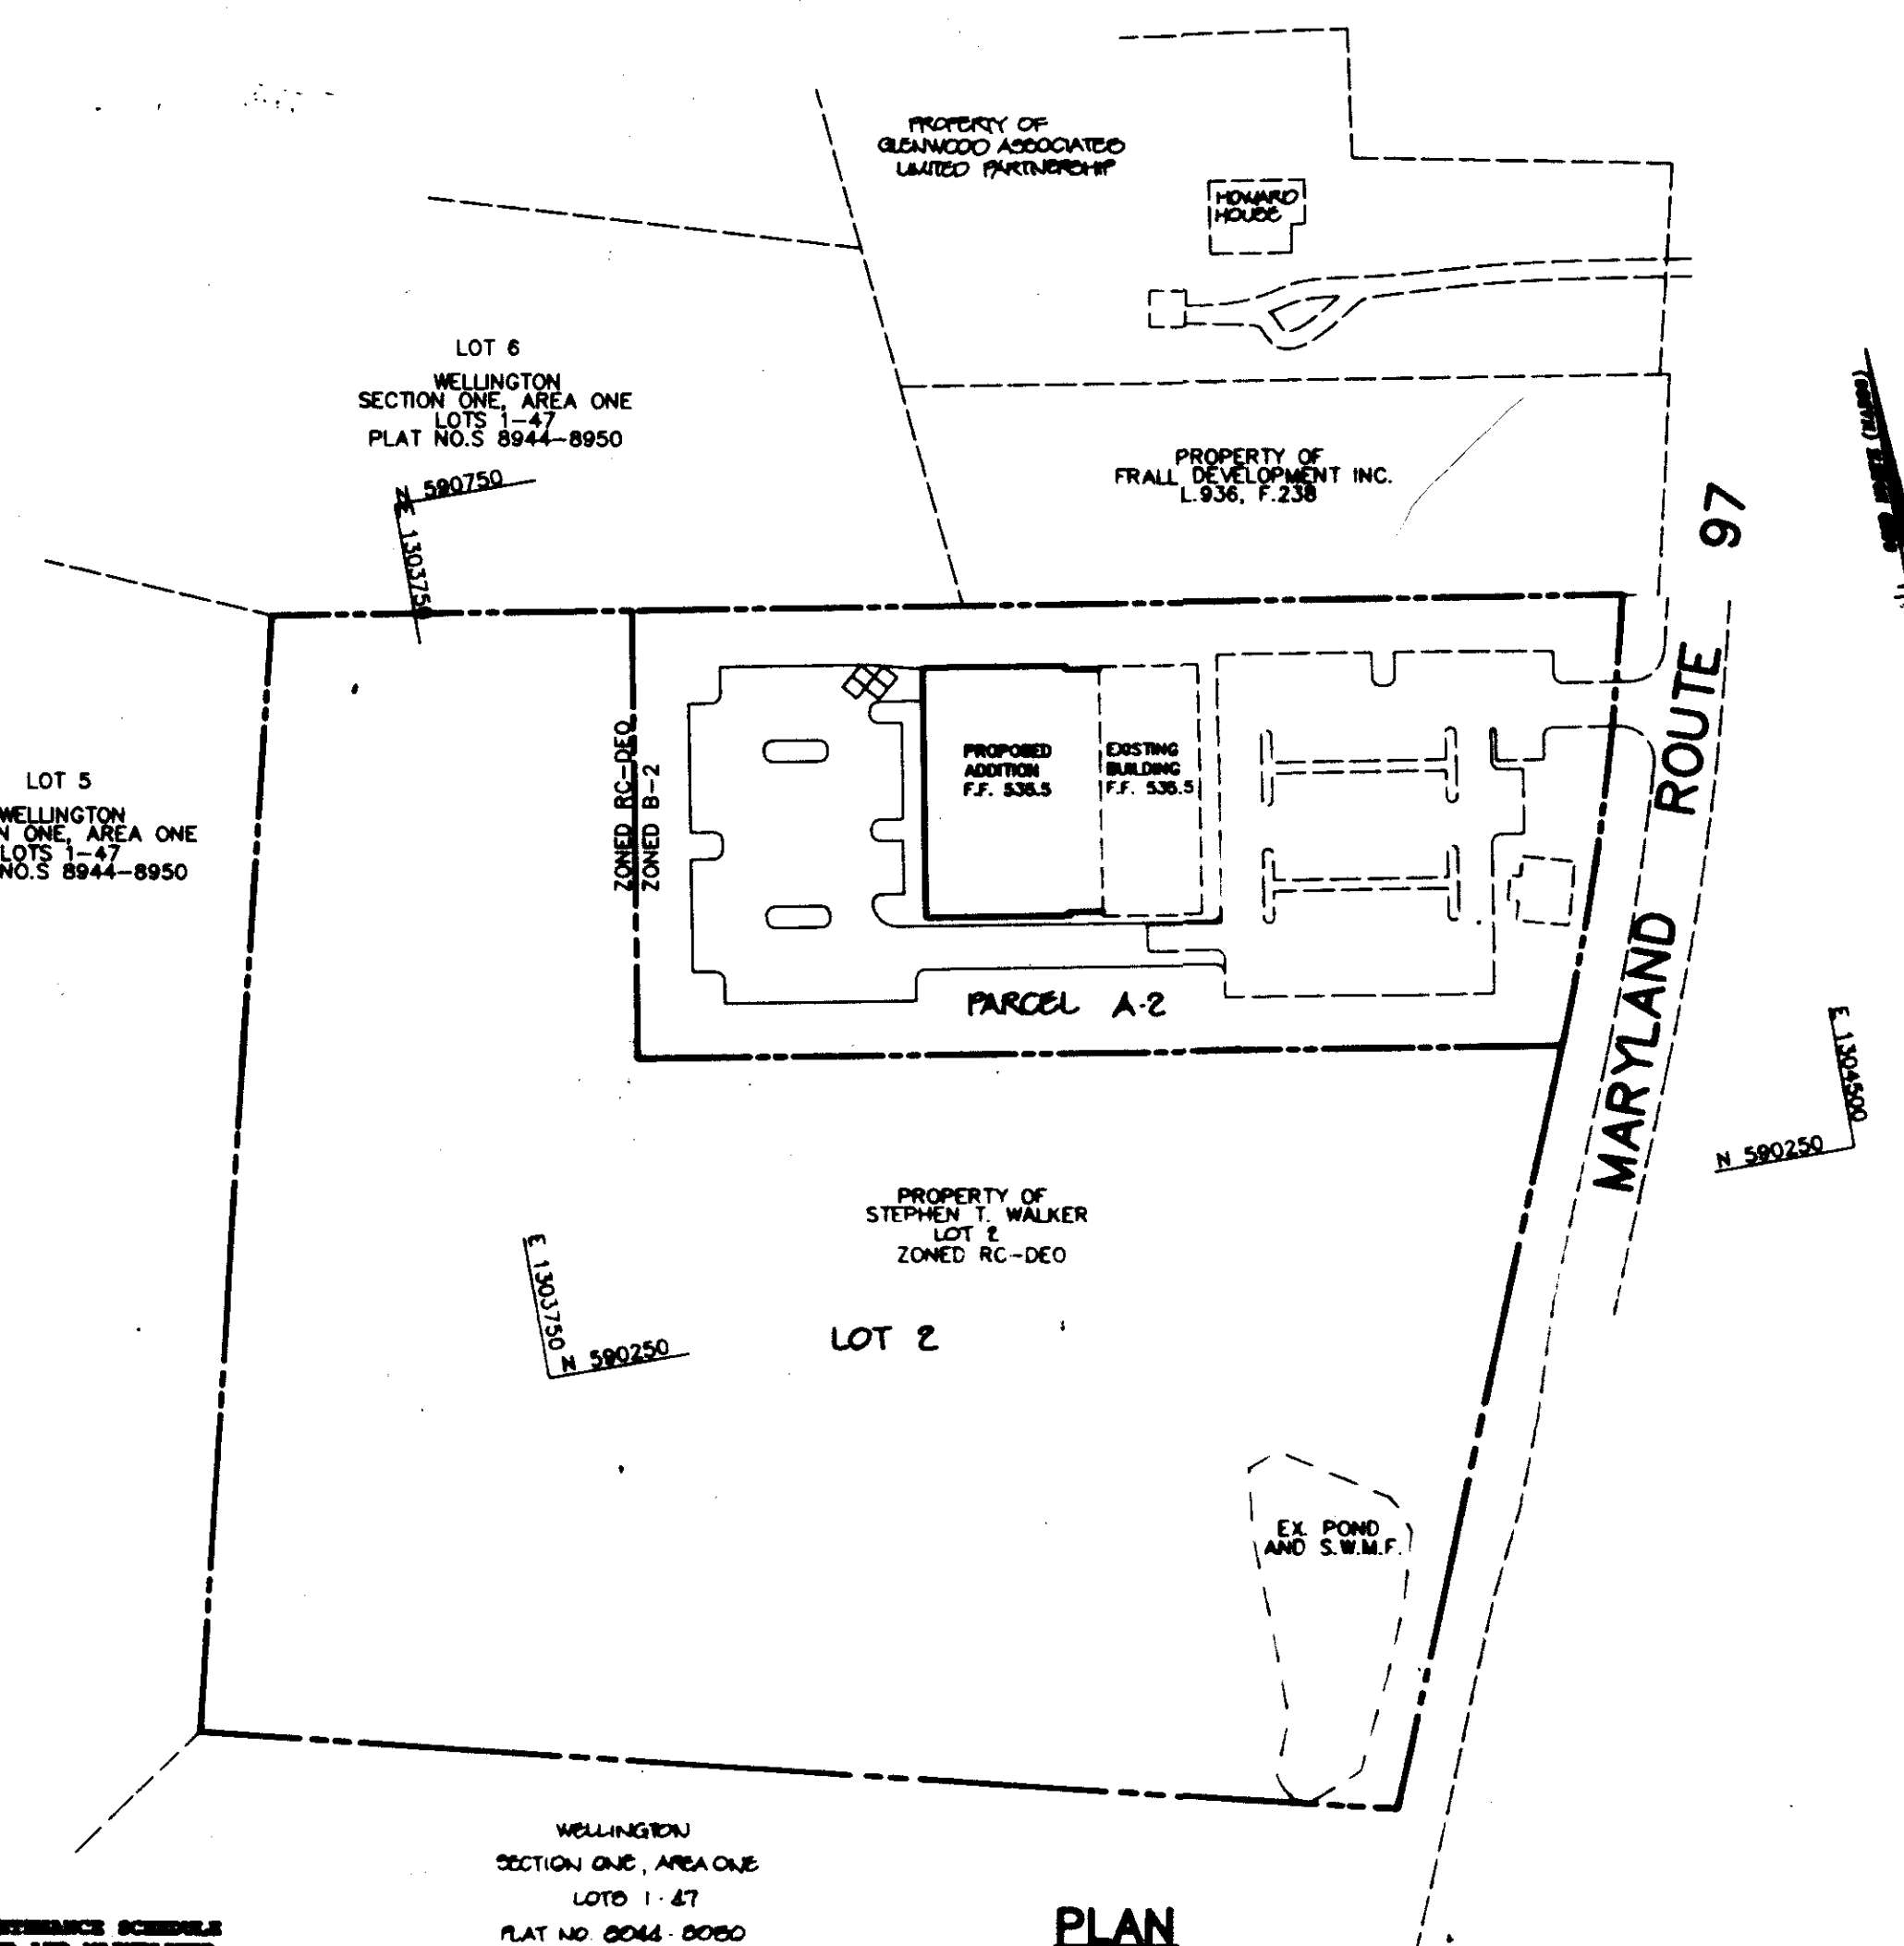 PROPERTY OF
GLENWOOD ASSOCIATES
LIMITED PARTNERSHIP
HOWARD
HOUSE
LOT 6
WELLINGTON
SECTION ONE, AREA ONE
LOTS 1-47
PLAT NO.S 8944-8950
N 590750
E 1303750
PROPERTY OF
FRALL DEVELOPMENT INC.
L.936, F.238
MARYLAND ROUTE 97
ZONED RC-DEO
ZONED B-2
PROPOSED
ADDITION
F.F. 536.5
EXISTING
BUILDING
F.F. 536.5
LOT 5
WELLINGTON
N ONE, AREA ONE
LOTS 1-47
NO.S 8944-8950
PARCEL A-2
E 1304500
N 590250
PROPERTY OF
STEPHEN T. WALKER
LOT 2
ZONED RC-DEO
E 1303750
N 590250
LOT 2
EX. POND
AND S.W.M.F.
WELLINGTON
SECTION ONE, AREA ONE
LOTS 1-47
PLAT NO.
SCHEDULE
PLAN